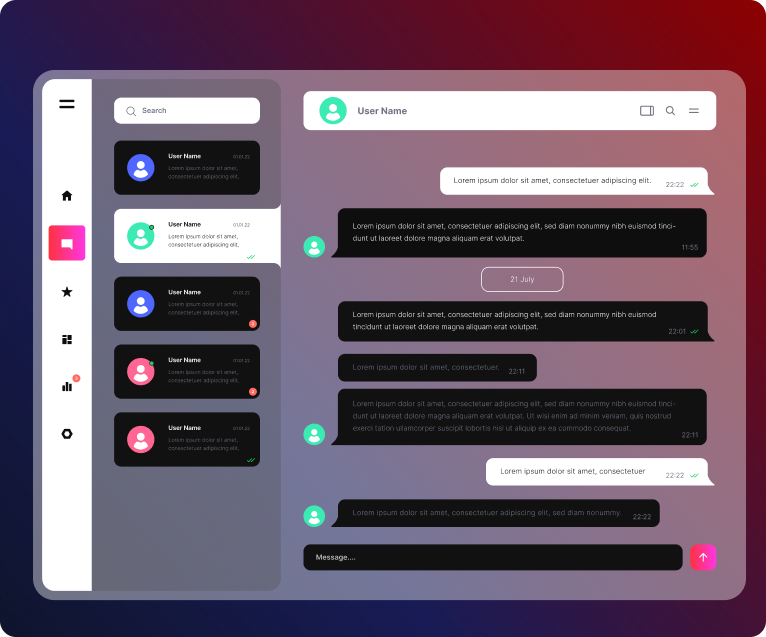 Search
User Name
01.01.22
Lorem ipsum dolor sit amet,
consectetuer adipiscing elit,
User Name
01.01.22
Lorem ipsum dolor sit amet,
consectetuer adipiscing elit,
User Name
01.01.22
Lorem ipsum dolor sit amet,
consectetuer adipiscing elit,
User Name
01.01.22
Lorem ipsum dolor sit amet,
consectetuer adipiscing elit,
User Name
01.01.22
Lorem ipsum dolor sit amet,
consectetuer adipiscing elit,
User Name
Lorem ipsum dolor sit amet, consectetuer adipiscing elit.
22:22
Lorem ipsum dolor sit amet, consectetuer adipiscing elit, sed diam nonummy nibh euismod tinci-
dunt ut laoreet dolore magna aliquam erat volutpat.
11:55
21 July
Lorem ipsum dolor sit amet, consectetuer adipiscing elit, sed diam nonummy nibh euismod
tincidunt ut laoreet dolore magna aliquam erat volutpat.
22:01
Lorem ipsum dolor sit amet, consectetuer.
22:11
Lorem ipsum dolor sit amet, consectetuer adipiscing elit, sed diam nonummy nibh euismod tinci-
dunt ut laoreet dolore magna aliquam erat volutpat. Ut wisi enim ad minim veniam, quis nostrud
exerci tation ullamcorper suscipit lobortis nisl ut aliquip ex ea commodo consequat.
22:11
Lorem ipsum dolor sit amet, consectetuer
22:22
Lorem ipsum dolor sit amet, consectetuer adipiscing elit, sed diam nonummy.
22:22
Message....